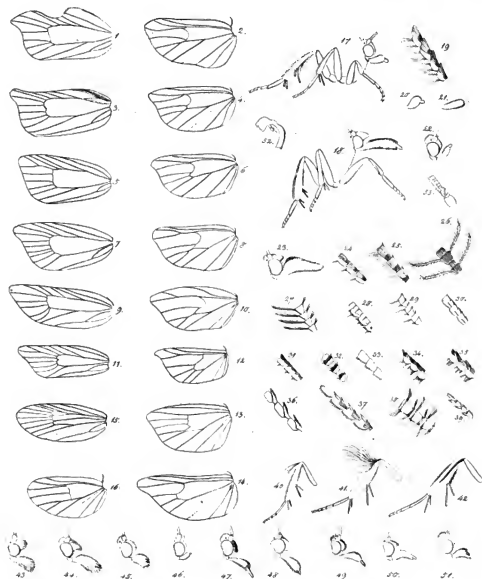 1. 2. 17 19
3. 4. 20. 21.
5 6 18 22
7 8 23. 24 25. 26
9. 10. 27 28. 29 30.
11. 12. 31 32. 33. 34. 35
15. 13. 36. 37
16. 14. 40 41. 42.
43 44. 45. 46. 47. 48 49 50. 51.